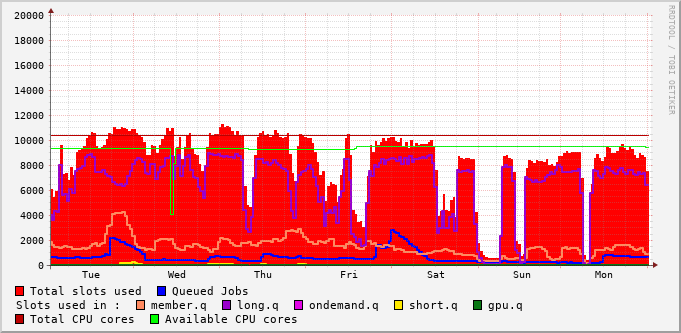 20000
18000
16000
14000
12000
10000
8000
6000
4000
2000
0
Tue Wed Thu Fri Sat Sun Mon
RRDTOOL / TOBI OETIKER
Total slots used Queued Jobs
Slots used in : member.q long.q ondemand.q short.q gpu.q
Total CPU cores Available CPU cores